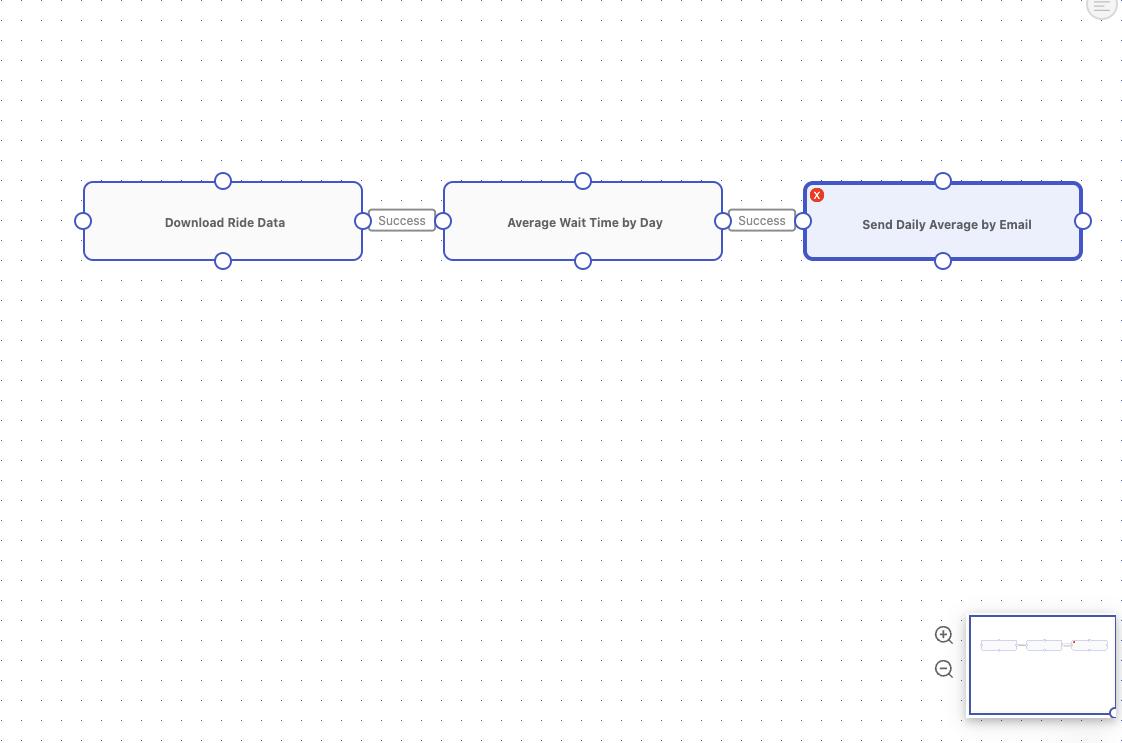 Download Ride Data
Success
Average Wait Time by Day
Success
X
Send Daily Average by Email